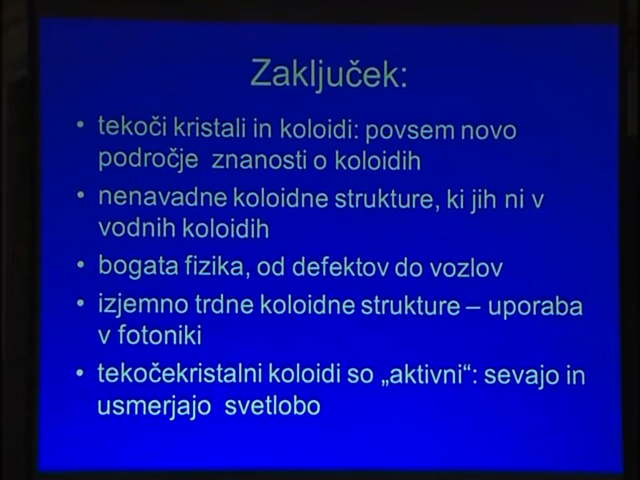 Zaključek:
• tekoči kristali in koloidi: povsem novo
področje znanosti o koloidih
• nenavadne koloidne strukture, ki jih ni v
vodnih koloidih
• bogata fizika, od defektov do vozlov
• izjemno trdne koloidne strukture – uporaba
v fotoniki
• tekočekristalni koloidi so „aktivni“: sevajo in
usmerjajo svetlobo